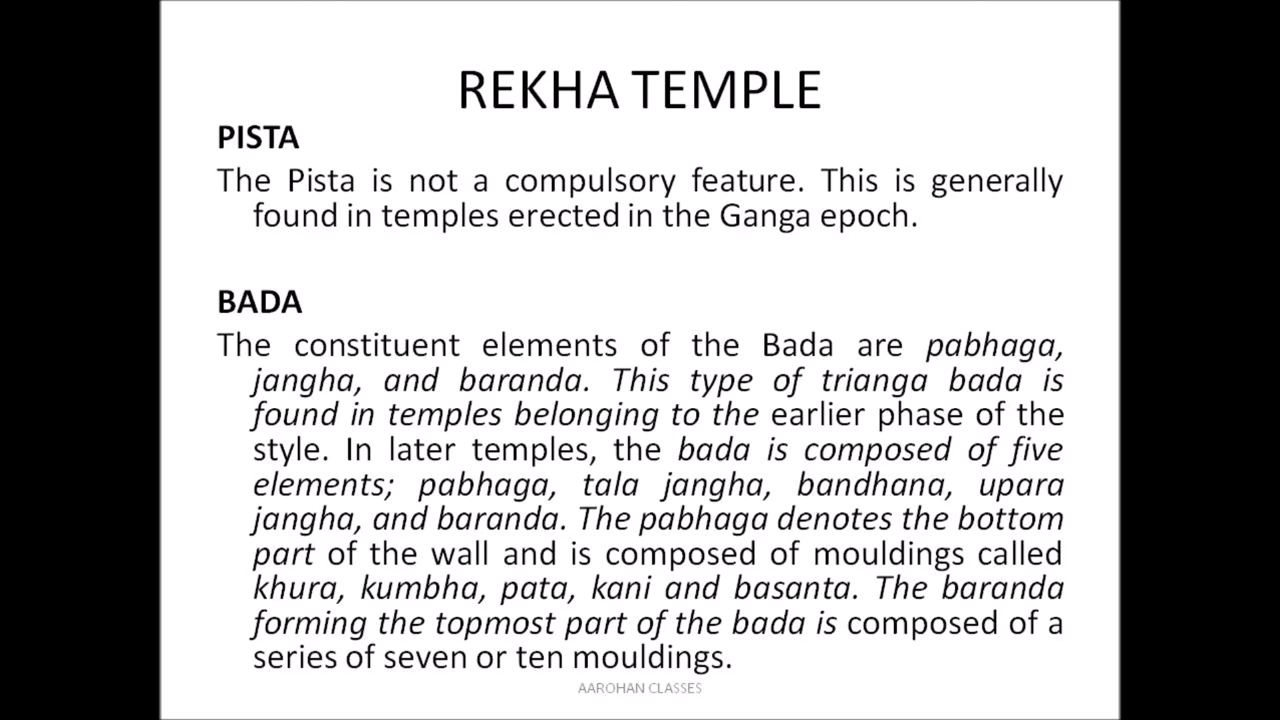 REKHA TEMPLE
PISTA
The Pista is not a compulsory feature. This is generally
found in temples erected in the Ganga epoch.
BADA
The constituent elements of the Bada are pabhaga,
jangha, and baranda. This type of trianga bada is
found in temples belonging to the earlier phase of the
style. In later temples, the bada is composed of five
elements; pabhaga, tala jangha, bandhana, upara
jangha, and baranda. The pabhaga denotes the bottom
part of the wall and is composed of mouldings called
khura, kumbha, pata, kani and basanta. The baranda
forming the topmost part of the bada is composed of a
series of seven or ten mouldings.
AAROHAN CLASSES